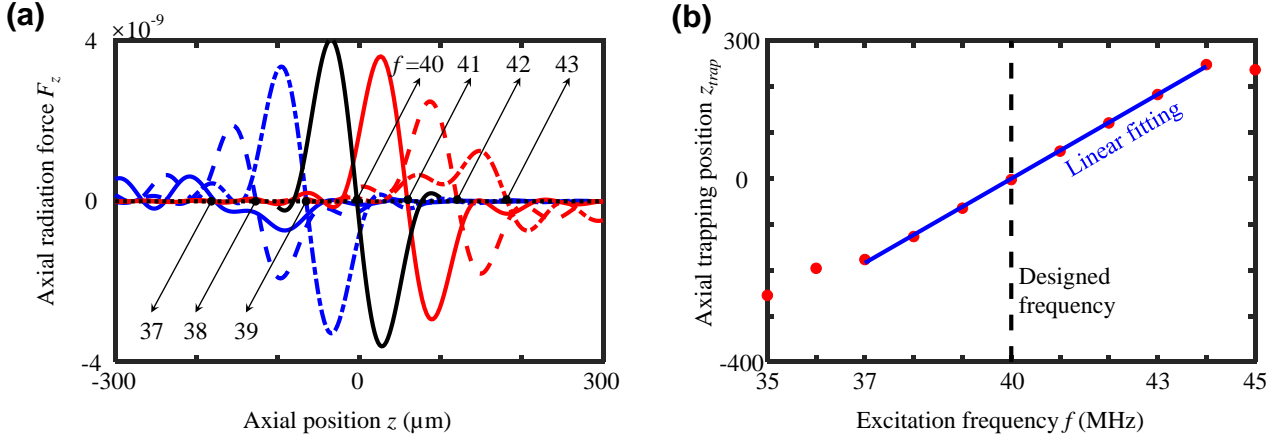 (a)
×10⁻⁹
4
0
-4
Axial radiation force F_z
f=40
41
42
43
37
38
39
-300
0
300
Axial position z (µm)
(b)
300
0
-400
Axial trapping position z_trap
Linear fitting
Designed
frequency
35
37
40
43
45
Excitation frequency f (MHz)